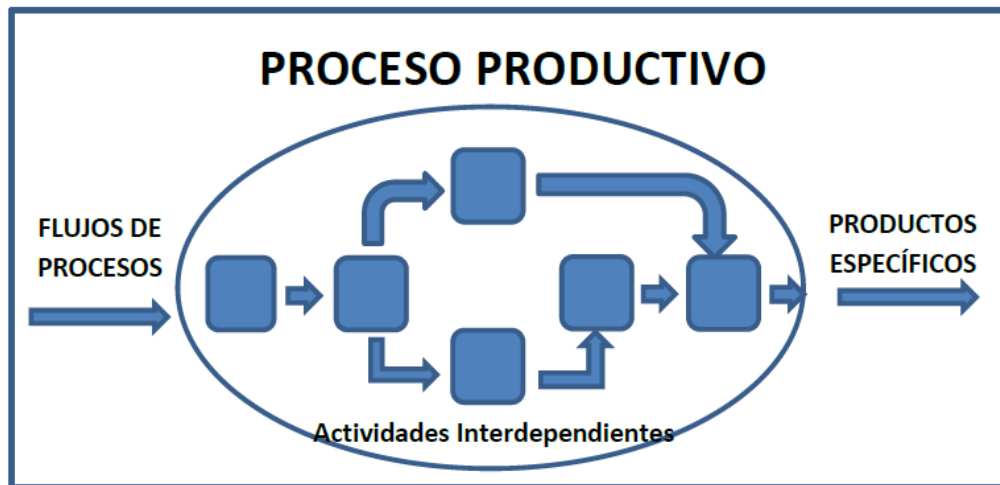 PROCESO PRODUCTIVO
FLUJOS DE
PROCESOS
PRODUCTOS
ESPECÍFICOS
Actividades Interdependientes